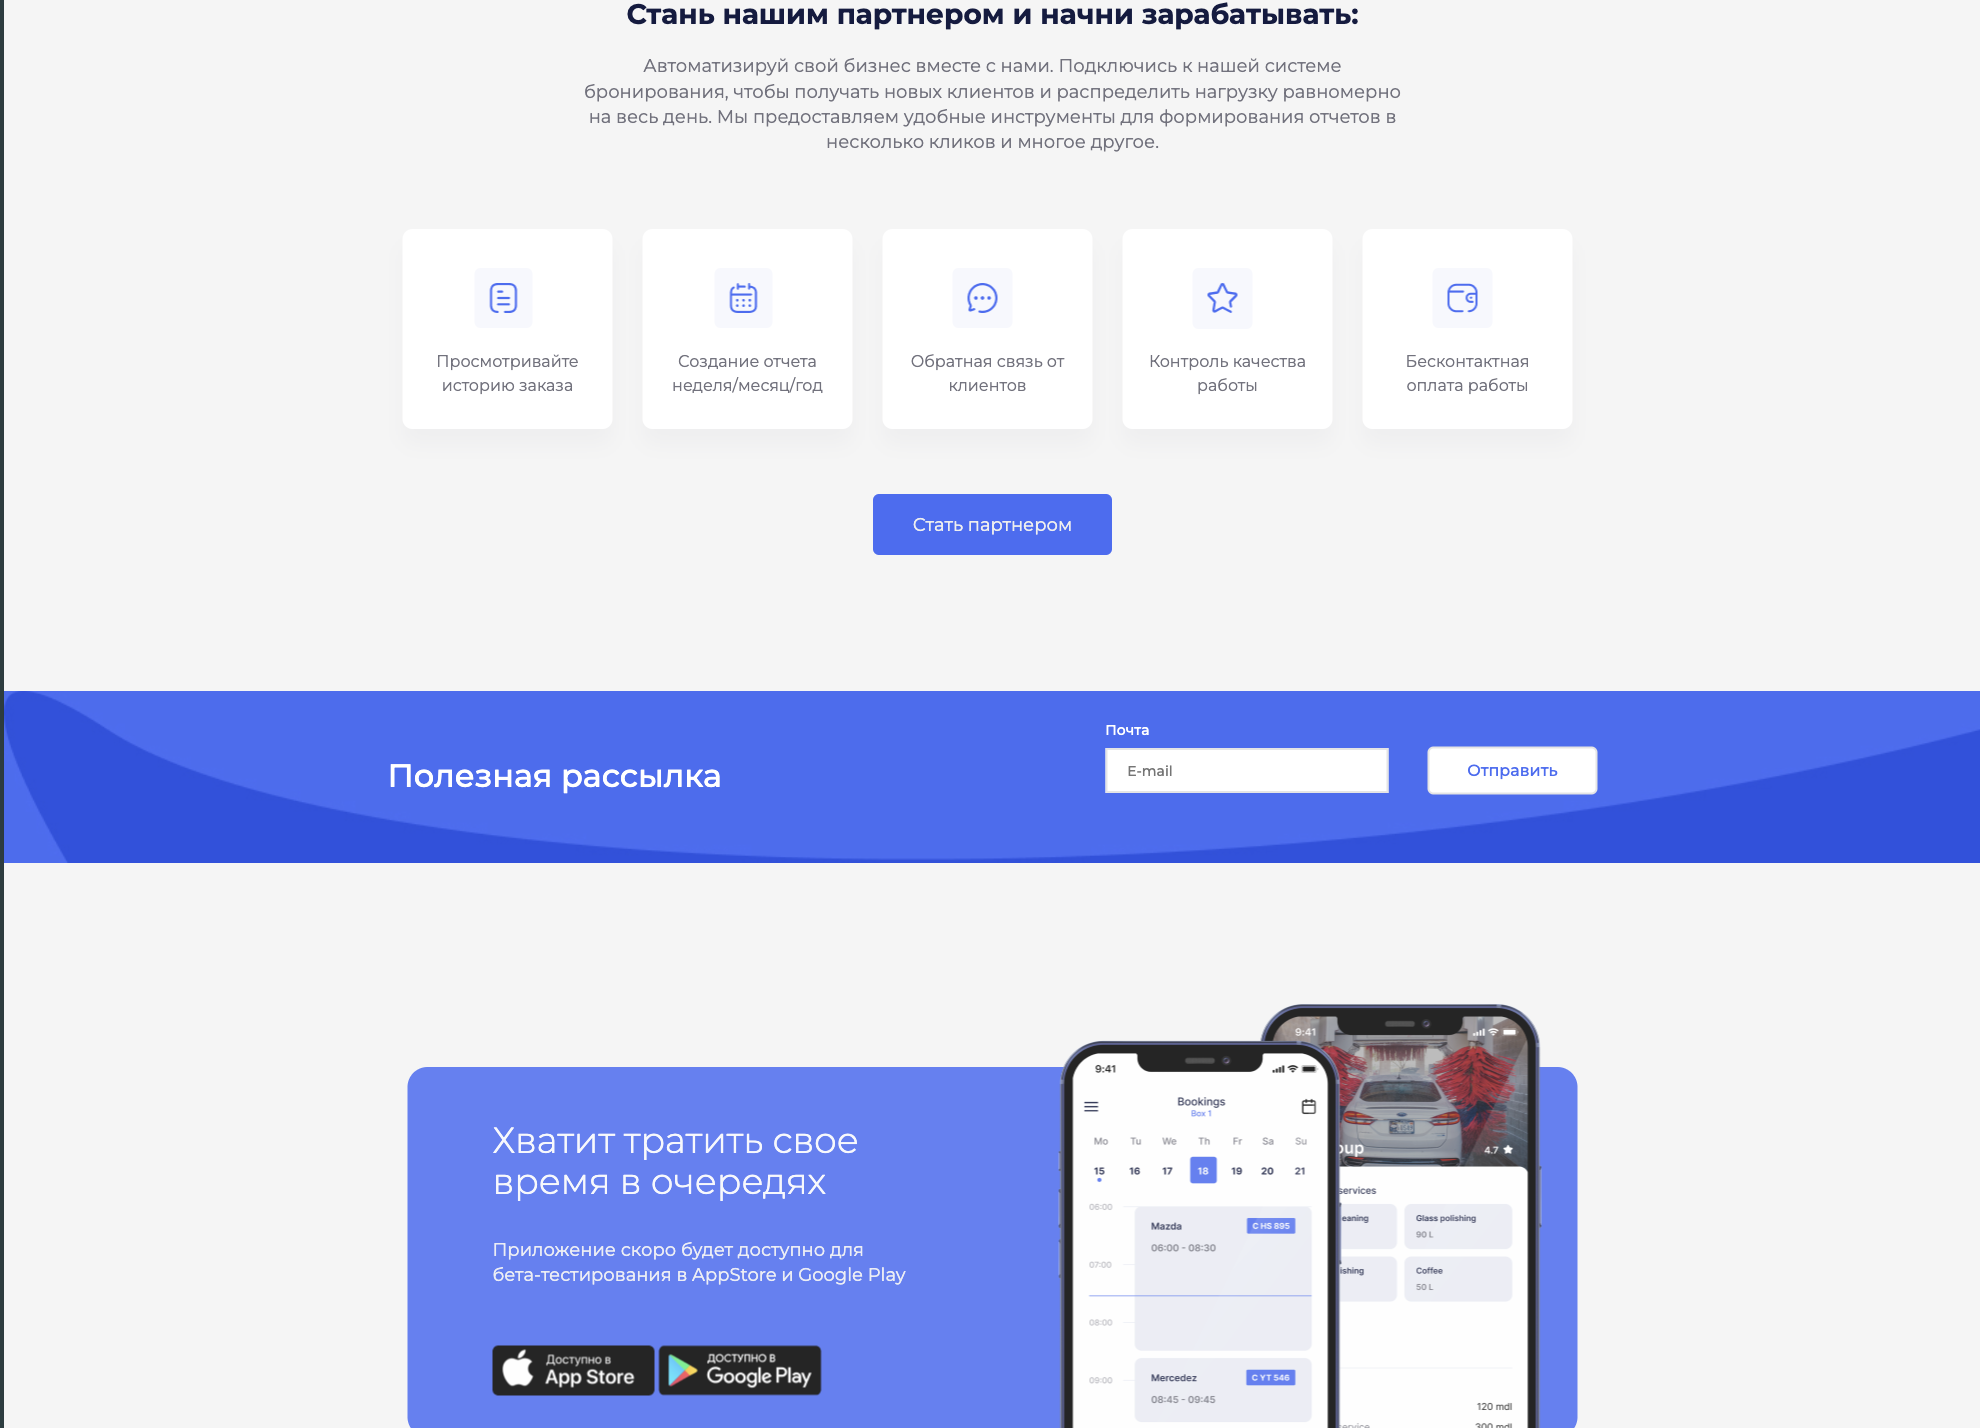 Стань нашим партнером и начни зарабатывать:
Автоматизируй свой бизнес вместе с нами. Подключись к нашей системе
бронирования, чтобы получать новых клиентов и распределить нагрузку равномерно
на весь день. Мы предоставляем удобные инструменты для формирования отчетов в
несколько кликов и многое другое.
Просмотривайте
историю заказа
Создание отчета
неделя/месяц/год
Обратная связь от
клиентов
Контроль качества
работы
Бесконтактная
оплата работы
Стать партнером
Полезная рассылка
Почта
E-mail
Отправить
Хватит тратить свое
время в очередях
Приложение скоро будет доступно для
бета-тестирования в AppStore и Google Play
Доступно в
App Store
ДОСТУПНО В
Google Play
9:41
Bookings
Box 1
Mo Tu We Th Fr Sa Su
15 16 17 18 19 20 21
06:00
Mazda
C HS 895
06:00 - 08:30
07:00
08:00
09:00
Mercedez
C YT 546
08:45 - 09:45
9:41
oup
4.7
services
eaning
Glass polishing
90 L
ishing
Coffee
50 L
120 mdl
service
300 mdl